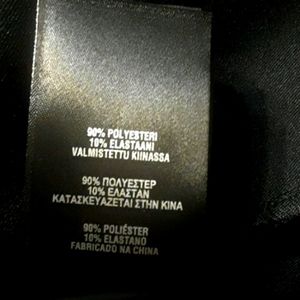 90% POLYESTERI
10% ELASTAANI
VALMISTETTU KIINASSA
90% ΠΟΛΥΕΣΤΕΡ
10% ΕΛΑΣΤΑΝ
ΚΑΤΑΣΚΕΥΑΖΕΤΑΙ ΣΤΗΝ ΚΙΝΑ
90% POLIÉSTER
10% ELASTANO
FABRICADO NA CHINA